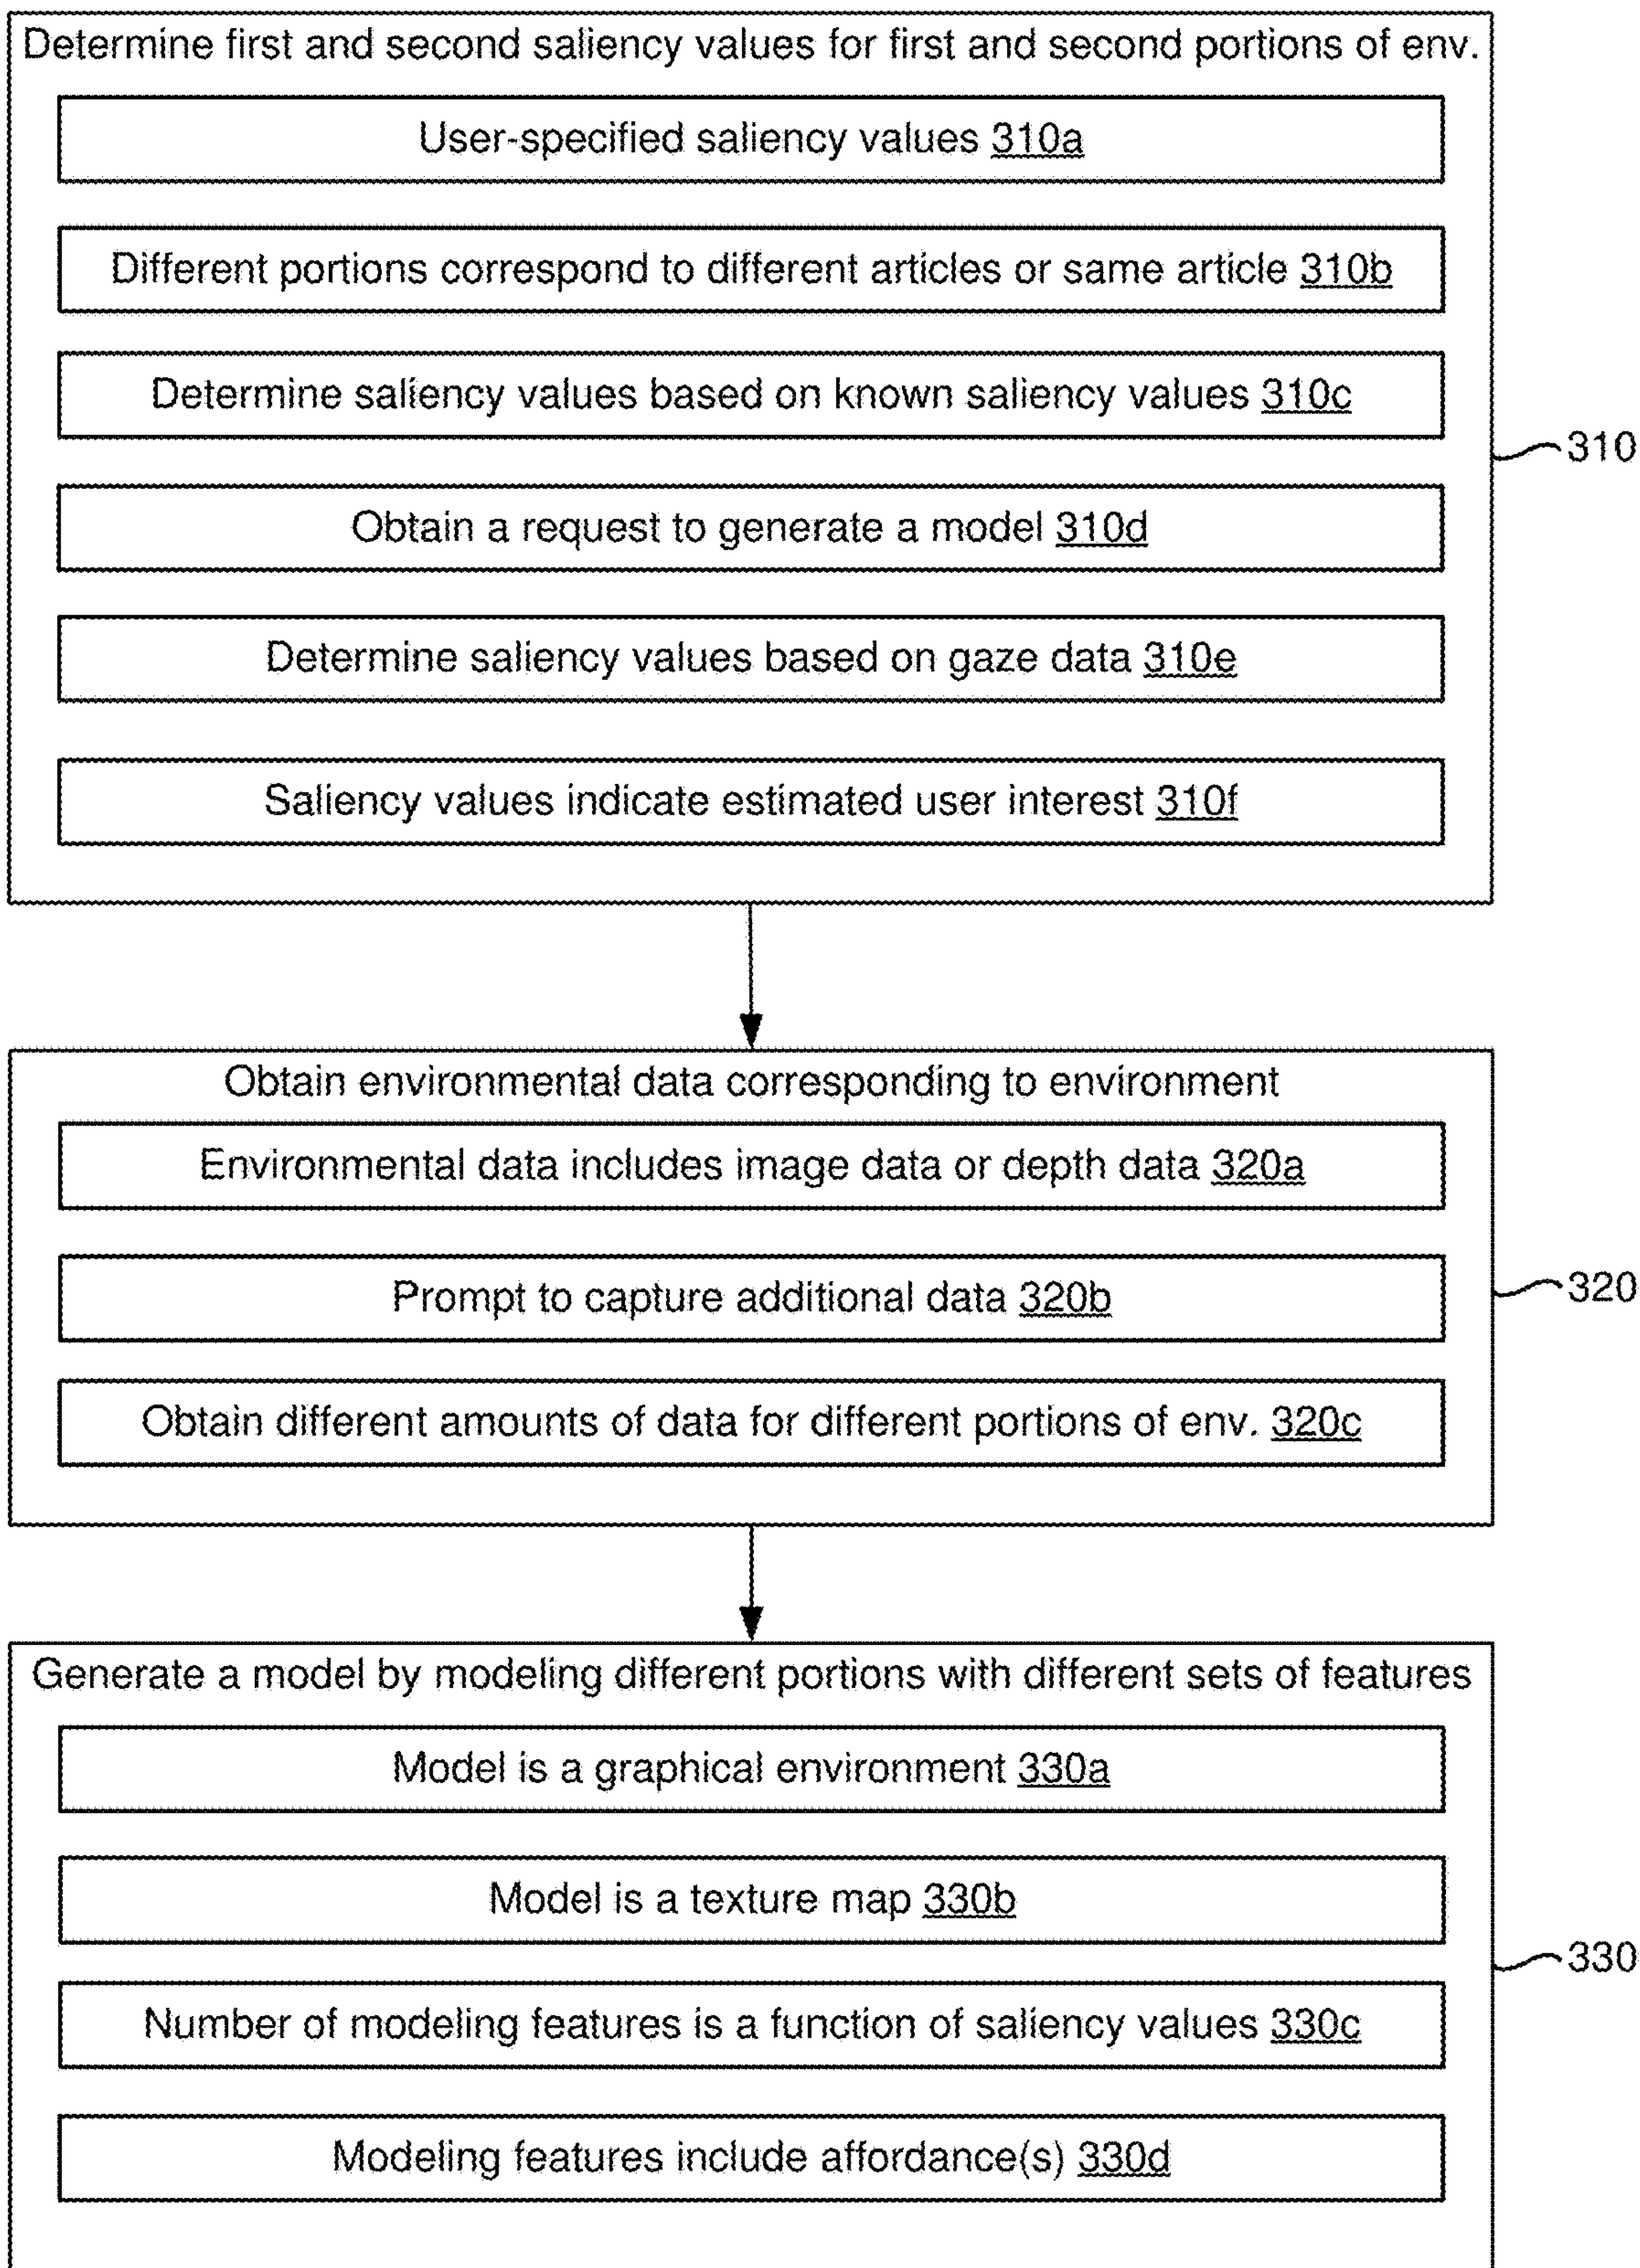 Determine first and second saliency values for first and second portions of env.
User-specified saliency values 310a
Different portions correspond to different articles or same article 310b
Determine saliency values based on known saliency values 310c
310
Obtain a request to generate a model 310d
Determine saliency values based on gaze data 310e
Saliency values indicate estimated user interest 310f
Obtain environmental data corresponding to environment
Environmental data includes image data or depth data 320a
Prompt to capture additional data 320b
320
Obtain different amounts of data for different portions of env. 320c
Generate a model by modeling different portions with different sets of features
Model is a graphical environment 330a
Model is a texture map 330b
330
Number of modeling features is a function of saliency values 330c
Modeling features include affordance(s) 330d